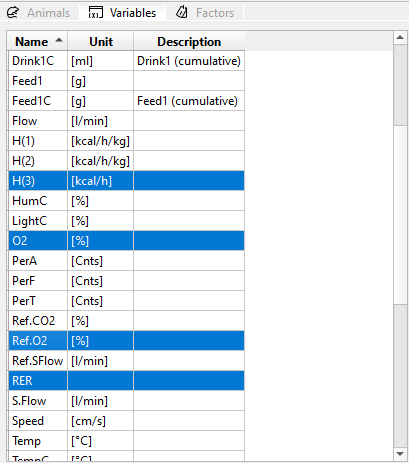 Animals Variables Factors
Name Unit Description
Drink1C [ml] Drink1 (cumulative)
Feed1 [g]
Feed1C [g] Feed1 (cumulative)
Flow [l/min]
H(1) [kcal/h/kg]
H(2) [kcal/h/kg]
H(3) [kcal/h]
HumC [%]
LightC [%]
O2 [%]
PerA [Cnts]
PerF [Cnts]
PerT [Cnts]
Ref.CO2 [%]
Ref.O2 [%]
Ref.SFlow [l/min]
RER
S.Flow [l/min]
Speed [cm/s]
Temp [°C]
TempC [°C]